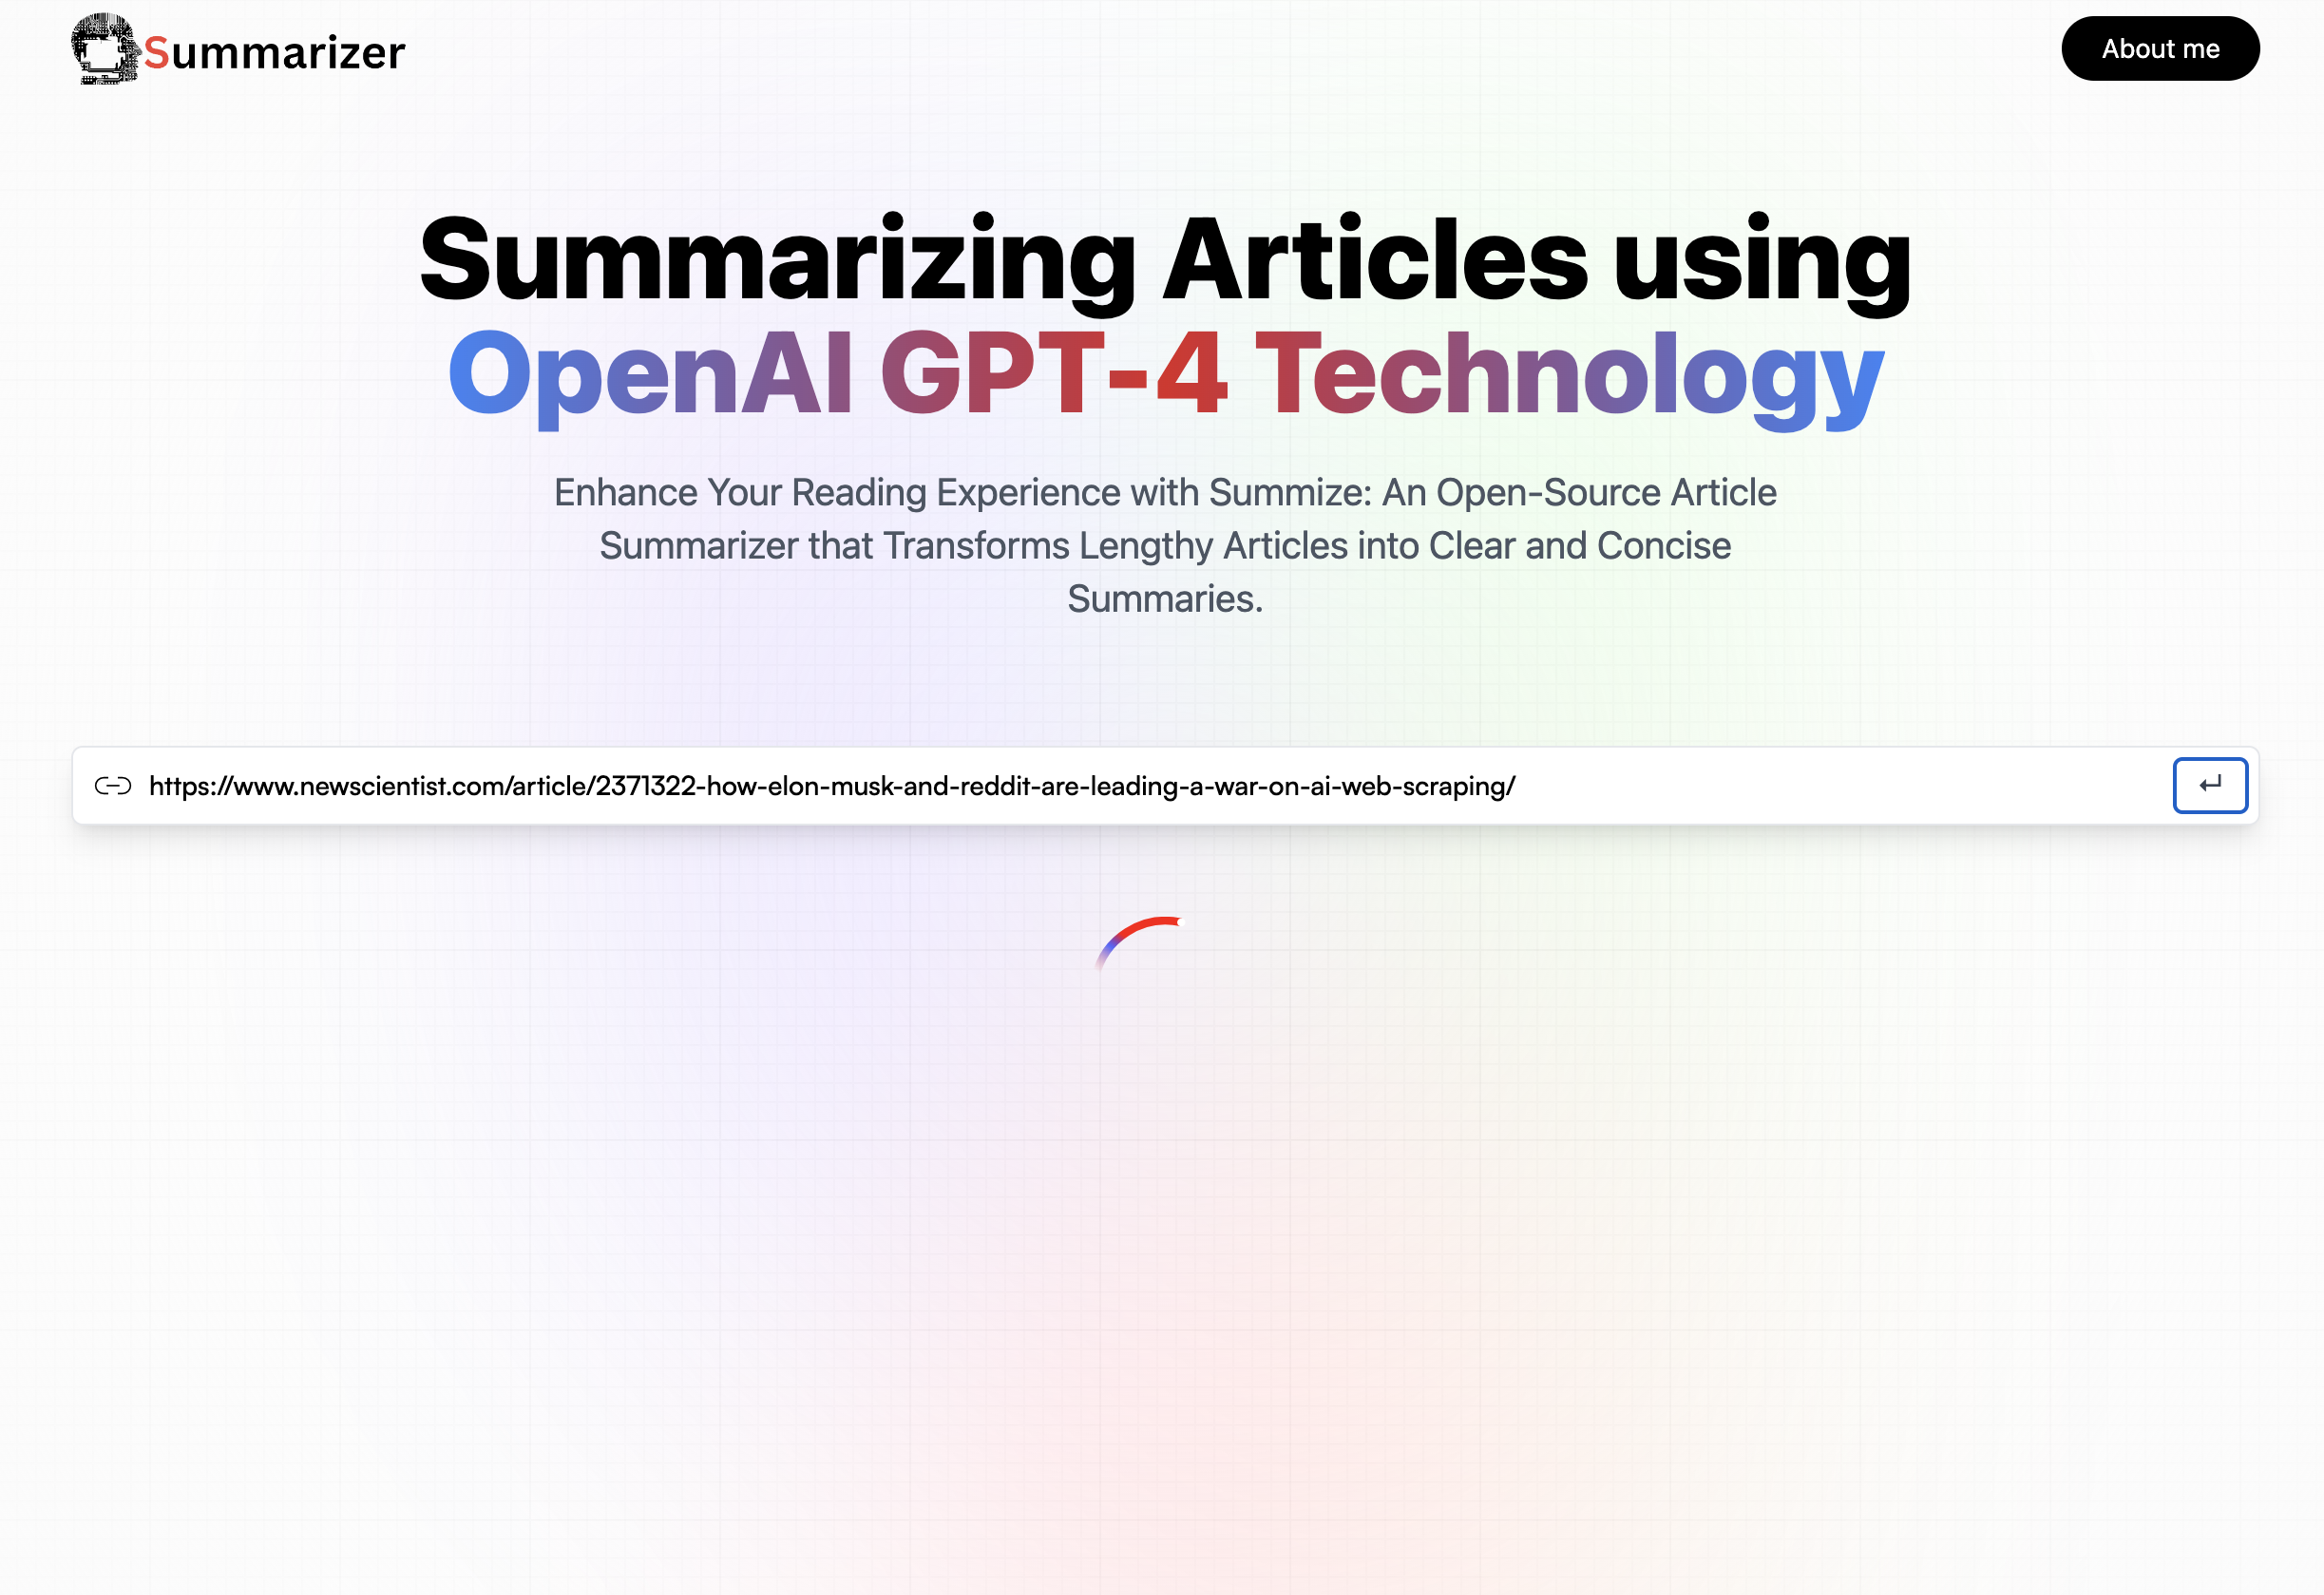 Summarizer
About me
Summarizing Articles using
OpenAI GPT-4 Technology
Enhance Your Reading Experience with Summize: An Open-Source Article
Summarizer that Transforms Lengthy Articles into Clear and Concise
Summaries.
https://www.newscientist.com/article/2371322-how-elon-musk-and-reddit-are-leading-a-war-on-ai-web-scraping/